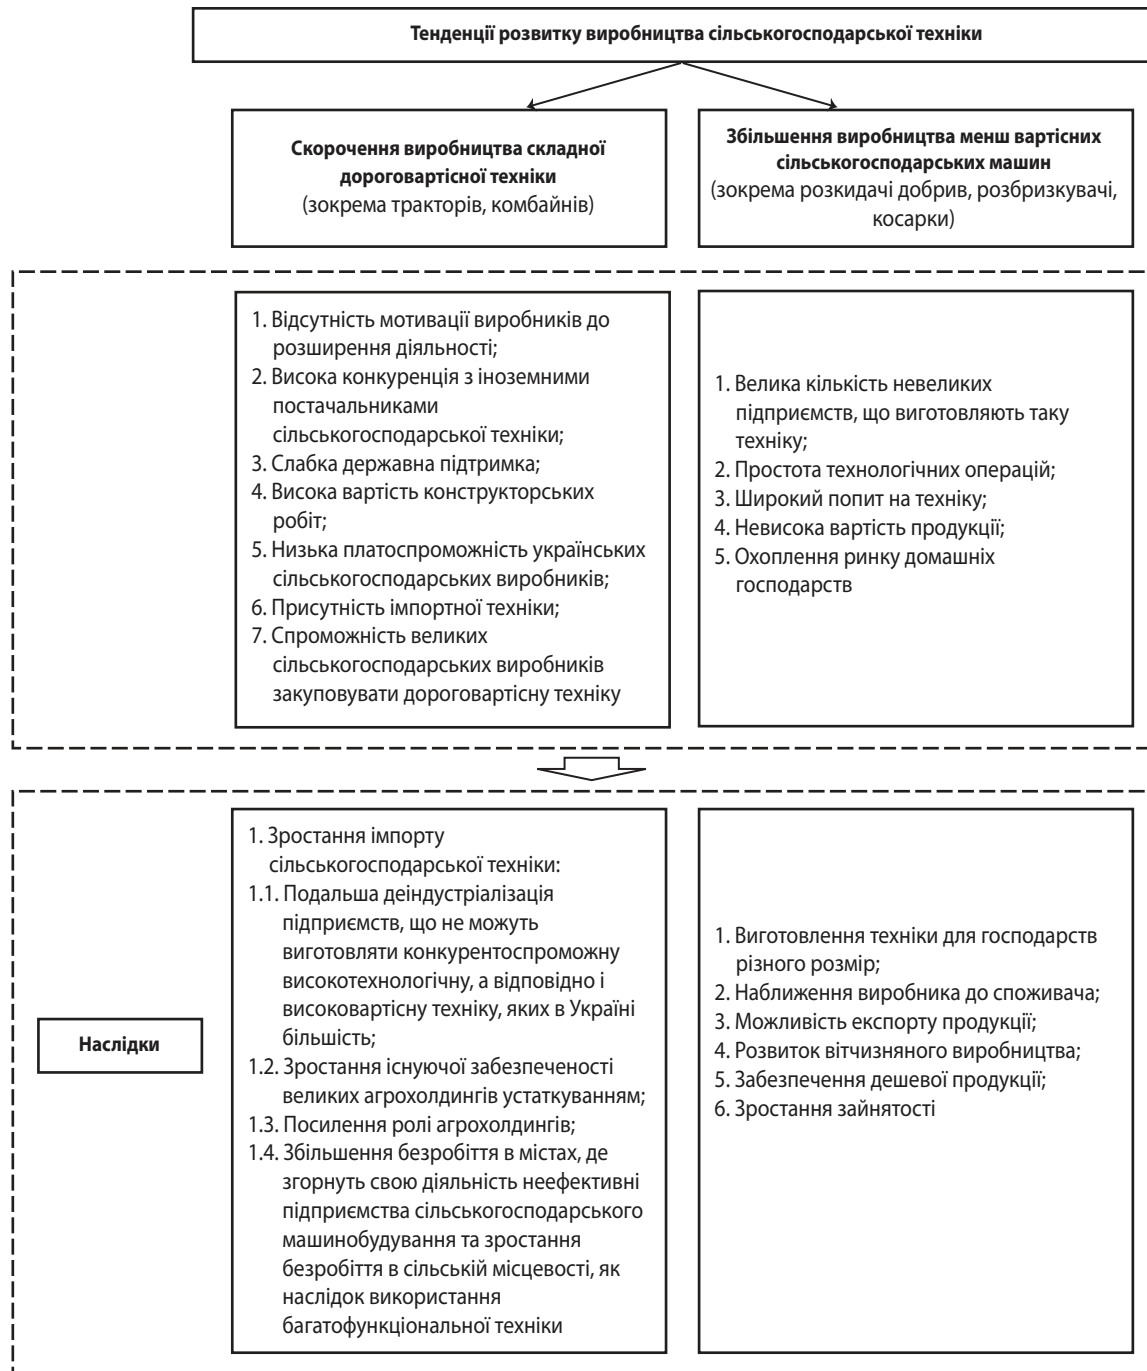 Тенденції розвитку виробництва сільськогосподарської техніки
Скорочення виробництва складної
дороговартісної техніки
(зокрема тракторів, комбайнів)
Збільшення виробництва менш вартісних
сільськогосподарських машин
(зокрема розкидачі добрив, розбризкувачі,
косарки)
1. Відсутність мотивації виробників до
розширення діяльності;
2. Висока конкуренція з іноземними
постачальниками
сільськогосподарської техніки;
3. Слабка державна підтримка;
4. Висока вартість конструкторських
робіт;
5. Низька платоспроможність українських
сільськогосподарських виробників;
6. Присутність імпортної техніки;
7. Спроможність великих
сільськогосподарських виробників
закуповувати дороговартісну техніку
1. Велика кількість невеликих
підприємств, що виготовляють таку
техніку;
2. Простота технологічних операцій;
3. Широкий попит на техніку;
4. Невисока вартість продукції;
5. Охоплення ринку домашніх
господарств
Наслідки
1. Зростання імпорту
сільськогосподарської техніки:
1.1. Подальша деіндустріалізація
підприємств, що не можуть
виготовляти конкурентоспроможну
високотехнологічну, а відповідно і
високовартісну техніку, яких в Україні
більшість;
1.2. Зростання існуючої забезпеченості
великих агрохолдингів устаткуванням;
1.3. Посилення ролі агрохолдингів;
1.4. Збільшення безробіття в містах, де
згорнуть свою діяльність неефективні
підприємства сільськогосподарського
машинобудування та зростання
безробіття в сільській місцевості, як
наслідок використання
багатофункціональної техніки
1. Виготовлення техніки для господарств
різного розмір;
2. Наближення виробника до споживача;
3. Можливість експорту продукції;
4. Розвиток вітчизняного виробництва;
5. Забезпечення дешевої продукції;
6. Зростання зайнятості